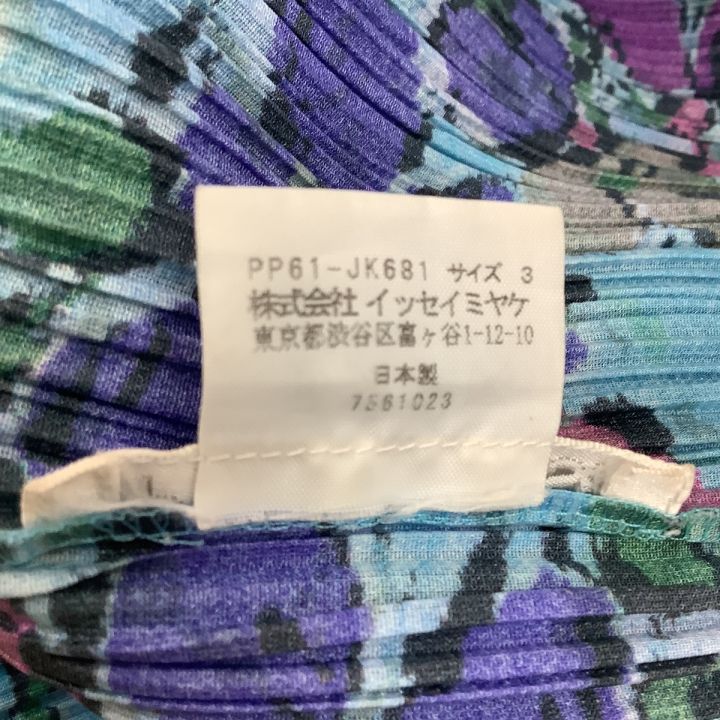 PP61-JK681 サイズ 3
株式会社 イッセイミヤケ
東京都渋谷区富ヶ谷1-12-10
日本製
7561023